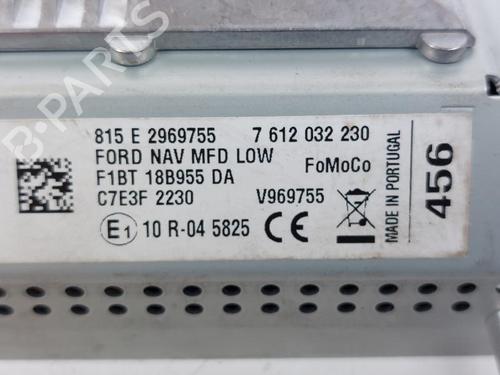 B-PARTS
815 E 2969755 7 612 032 230
FORD NAV MFD LOW
FoMoCo
F1BT 18B955 DA
C7E3F 2230 V969755
E1 10 R-04 5825 CE
MADE IN PORTUGAL
456